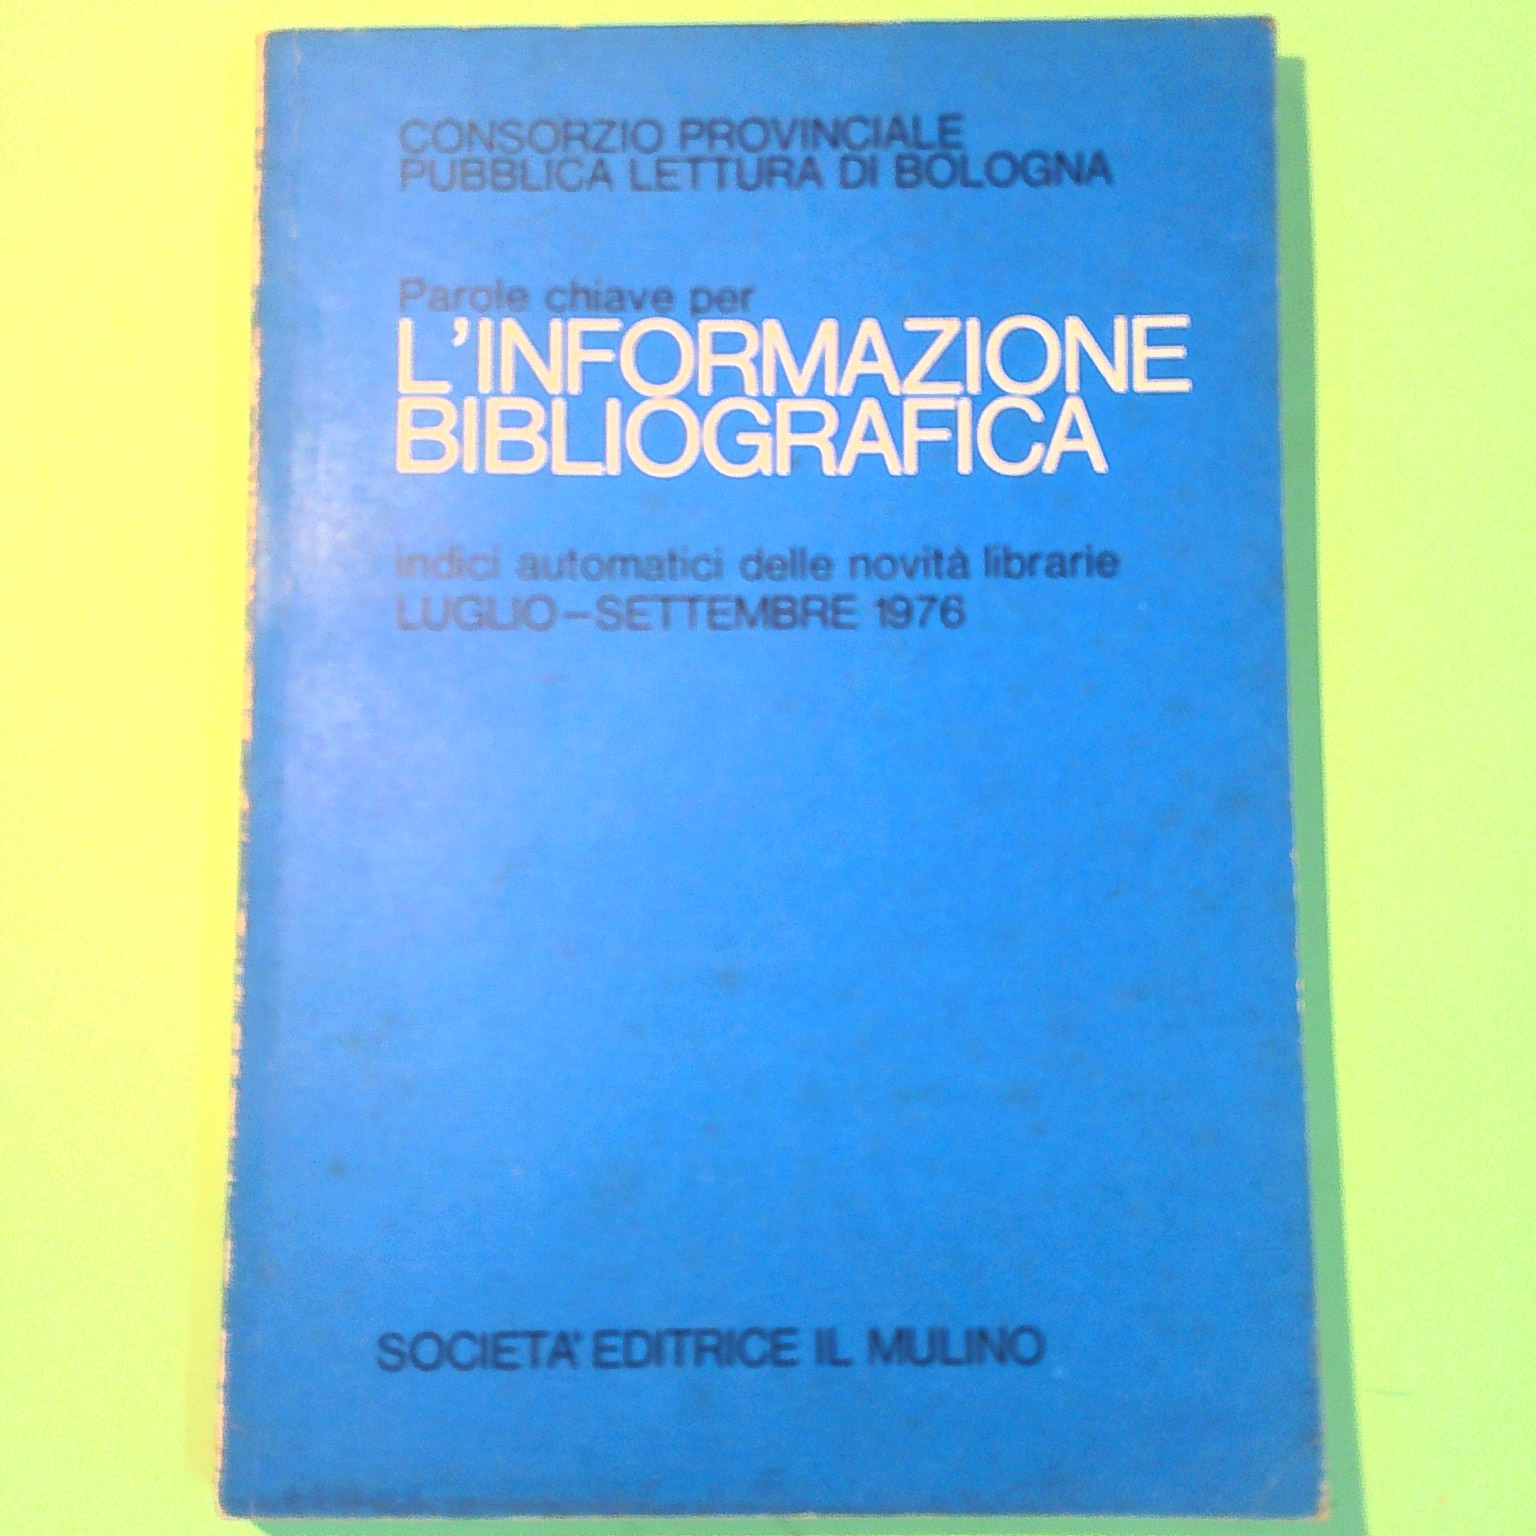 CONSORZIO PROVINCIALE
PUBBLICA LETTURA DI BOLOGNA
Parole chiave per
L'INFORMAZIONE
BIBLIOGRAFICA
indici automatici delle novità librarie
LUGLIO-SETTEMBRE 1976
SOCIETA' EDITRICE IL MULINO